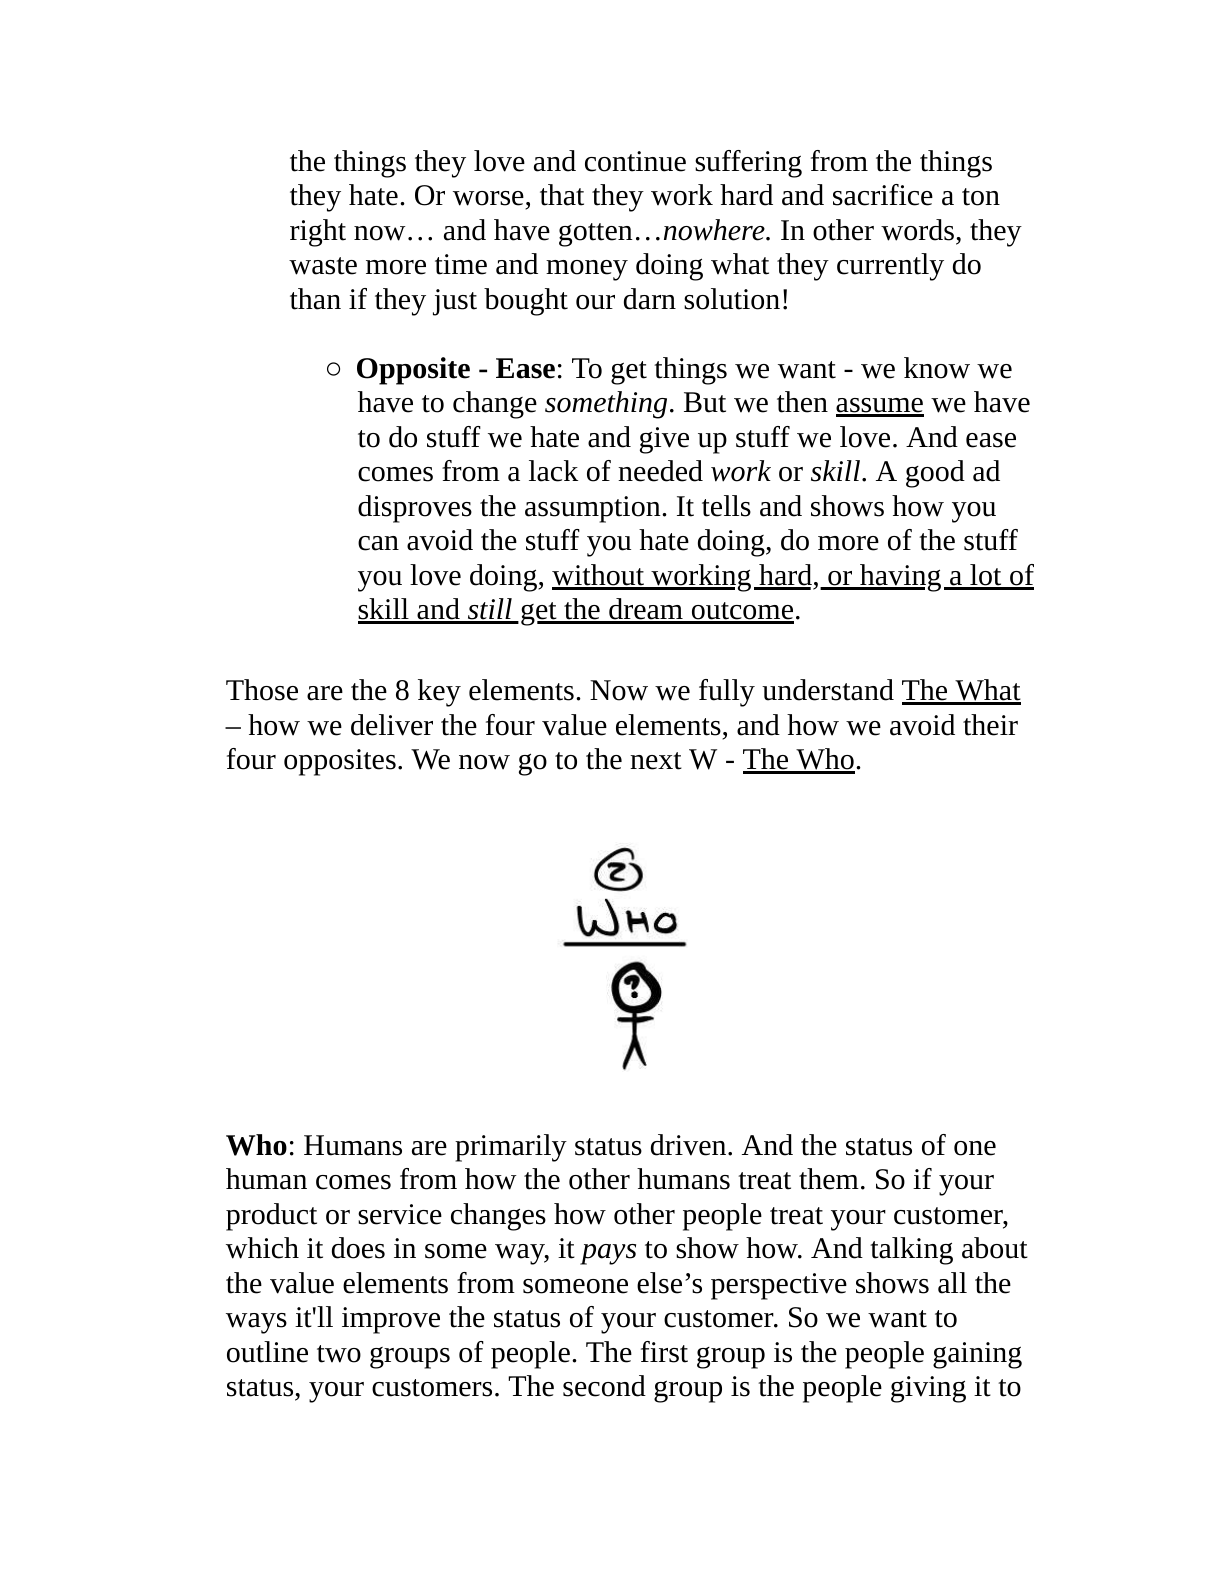 the things they love and continue suffering from the things
they hate. Or worse, that they work hard and sacrifice a ton
right now… and have gotten…nowhere. In other words, they
waste more time and money doing what they currently do
than if they just bought our darn solution!
○ Opposite - Ease: To get things we want - we know we
have to change something. But we then assume we have
to do stuff we hate and give up stuff we love. And ease
comes from a lack of needed work or skill. A good ad
disproves the assumption. It tells and shows how you
can avoid the stuff you hate doing, do more of the stuff
you love doing, without working hard, or having a lot of
skill and still get the dream outcome.
Those are the 8 key elements. Now we fully understand The What
– how we deliver the four value elements, and how we avoid their
four opposites. We now go to the next W - The Who.
2
WHO
?
Who: Humans are primarily status driven. And the status of one
human comes from how the other humans treat them. So if your
product or service changes how other people treat your customer,
which it does in some way, it pays to show how. And talking about
the value elements from someone else’s perspective shows all the
ways it'll improve the status of your customer. So we want to
outline two groups of people. The first group is the people gaining
status, your customers. The second group is the people giving it to